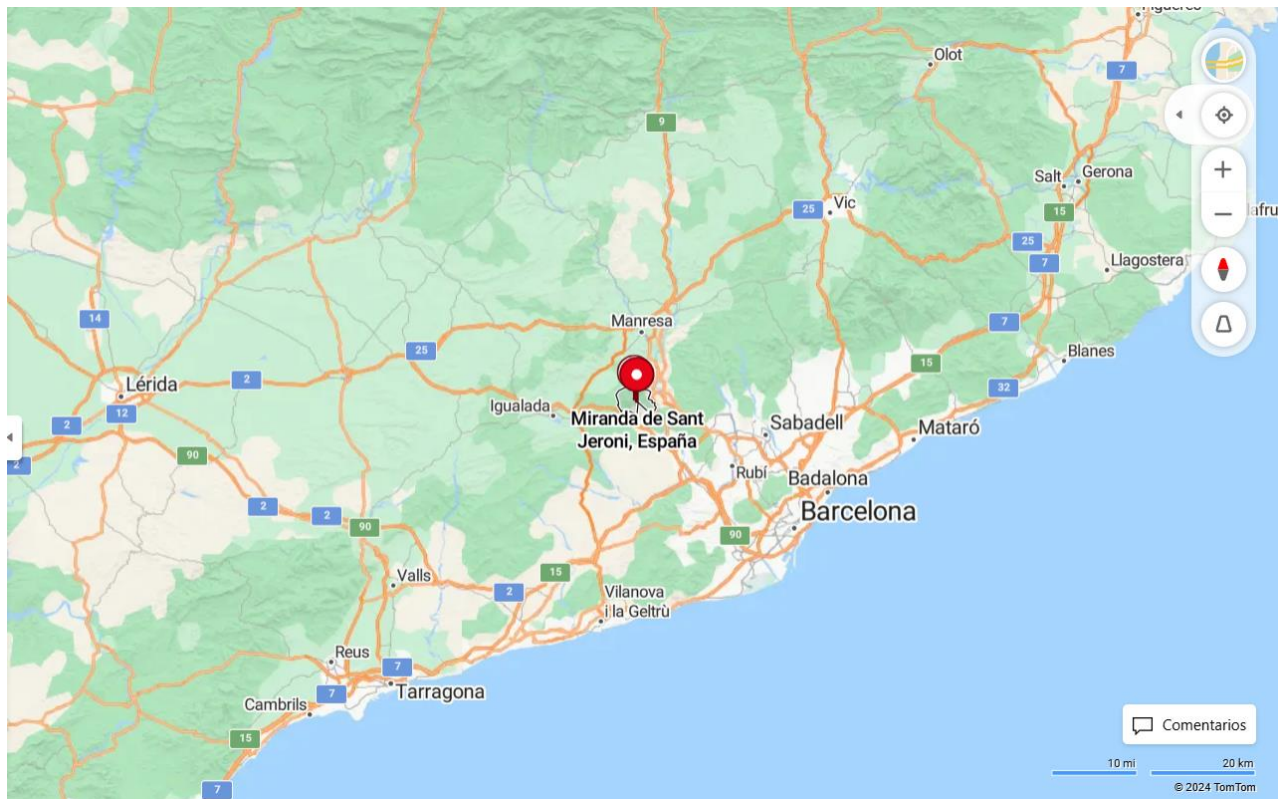 Olot
7
9
Salt
Gerona
Vic
25
15
25
7
Llagostera
14
Manresa
7
25
15
Blanes
Lérida
2
32
12
Igualada
Miranda de Sant
Jeroni, España
Sabadell
Mataró
2
90
2
Rubí
Badalona
2
2
Barcelona
90
90
15
Valls
2
Vilanova
i la Geltrù
Reus
7
7
Tarragona
Cambrils
15
7
Comentarios
10 mi
20 km
© 2024 TomTom